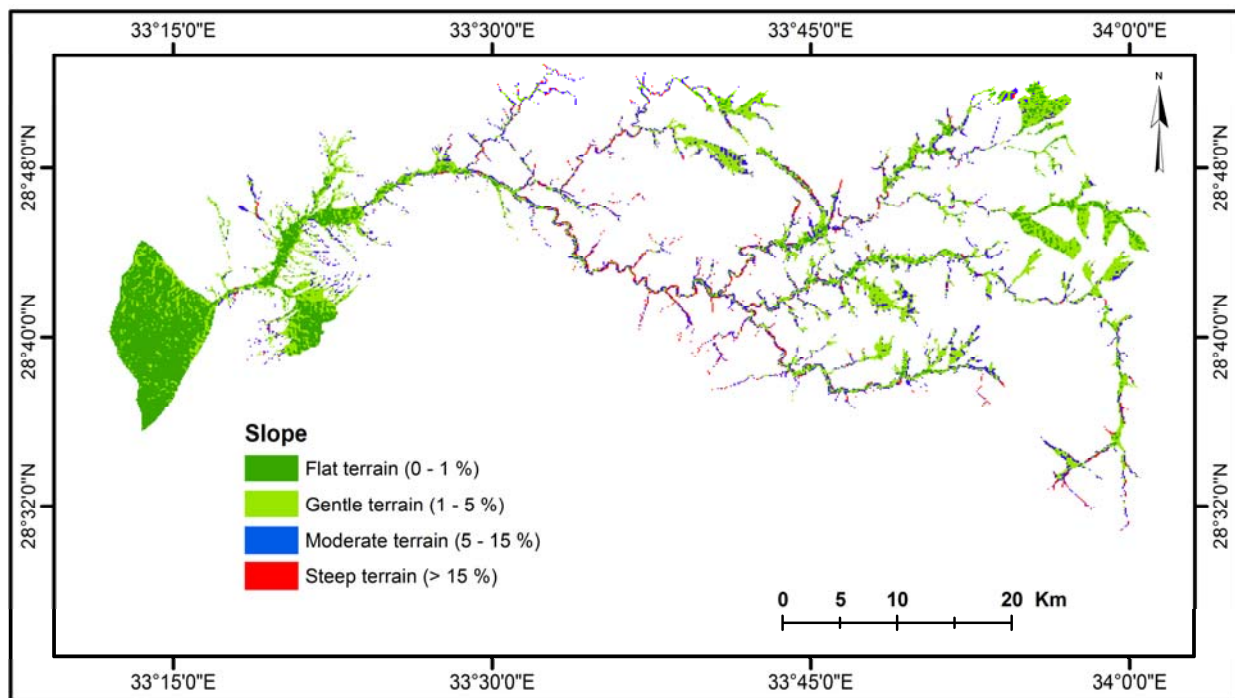 33°15'0"E 33°30'0"E 33°45'0"E 34°0'0"E
N
28°48'0"N 28°48'0"N
28°40'0"N 28°40'0"N
Slope
Flat terrain (0 - 1 %)
Gentle terrain (1 - 5 %)
28°32'0"N 28°32'0"N
Moderate terrain (5 - 15 %)
Steep terrain (> 15 %)
0 5 10 20 Km
33°15'0"E 33°30'0"E 33°45'0"E 34°0'0"E